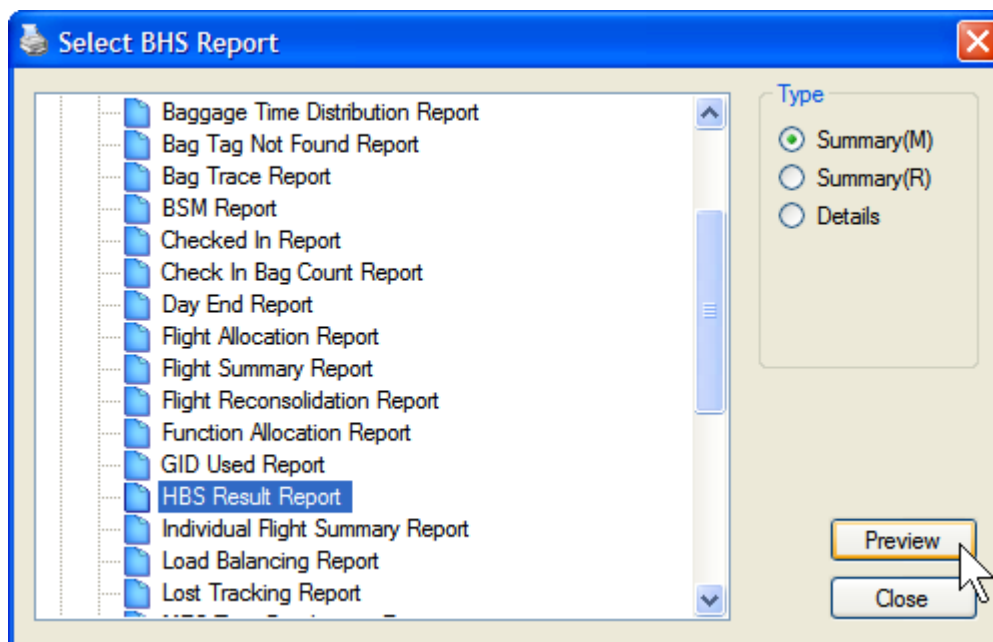 Select BHS Report
Baggage Time Distribution Report
Bag Tag Not Found Report
Bag Trace Report
BSM Report
Checked In Report
Check In Bag Count Report
Day End Report
Flight Allocation Report
Flight Summary Report
Flight Reconsolidation Report
Function Allocation Report
GID Used Report
HBS Result Report
Individual Flight Summary Report
Load Balancing Report
Lost Tracking Report
Type
Summary(M)
Summary(R)
Details
Preview
Close